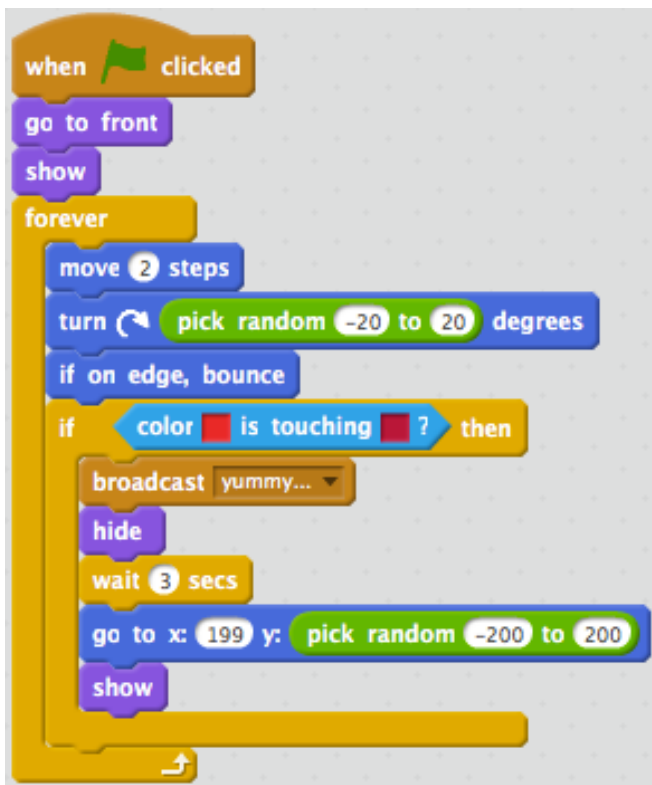 when clicked
go to front
show
forever
move 2 steps
turn pick random -20 to 20 degrees
if on edge, bounce
if color is touching ? then
broadcast yummy...
hide
wait 3 secs
go to x: 199 y: pick random -200 to 200
show